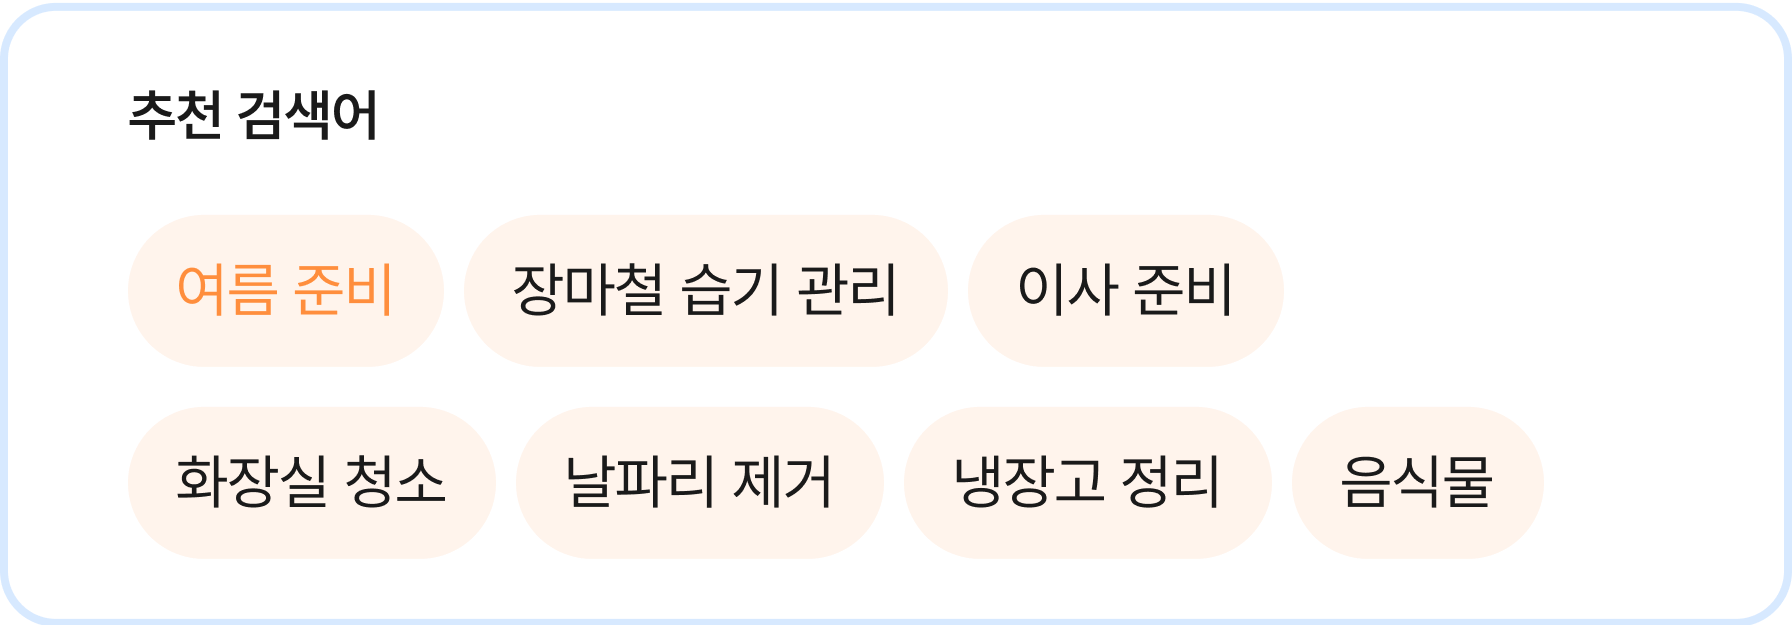 추천 검색어
여름 준비 장마철 습기 관리 이사 준비
화장실 청소 날파리 제거 냉장고 정리 음식물